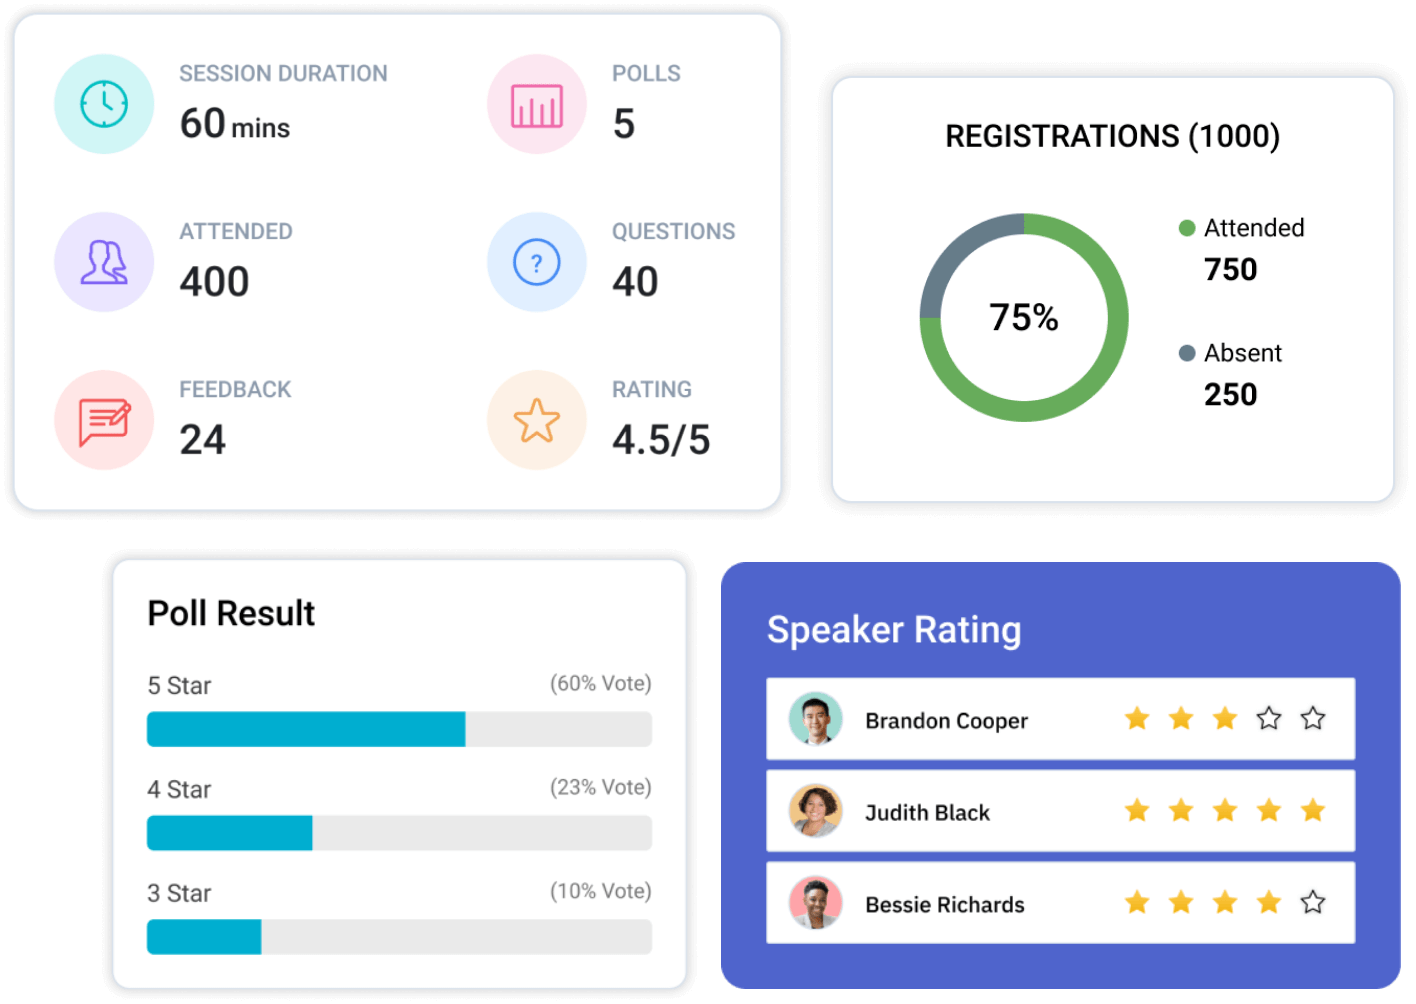 SESSION DURATION
60 mins
POLLS
5
ATTENDED
400
QUESTIONS
40
?
FEEDBACK
24
RATING
4.5/5
REGISTRATIONS (1000)
75%
Attended
750
Absent
250
Poll Result
5 Star (60% Vote)
4 Star (23% Vote)
3 Star (10% Vote)
Speaker Rating
Brandon Cooper
Judith Black
Bessie Richards